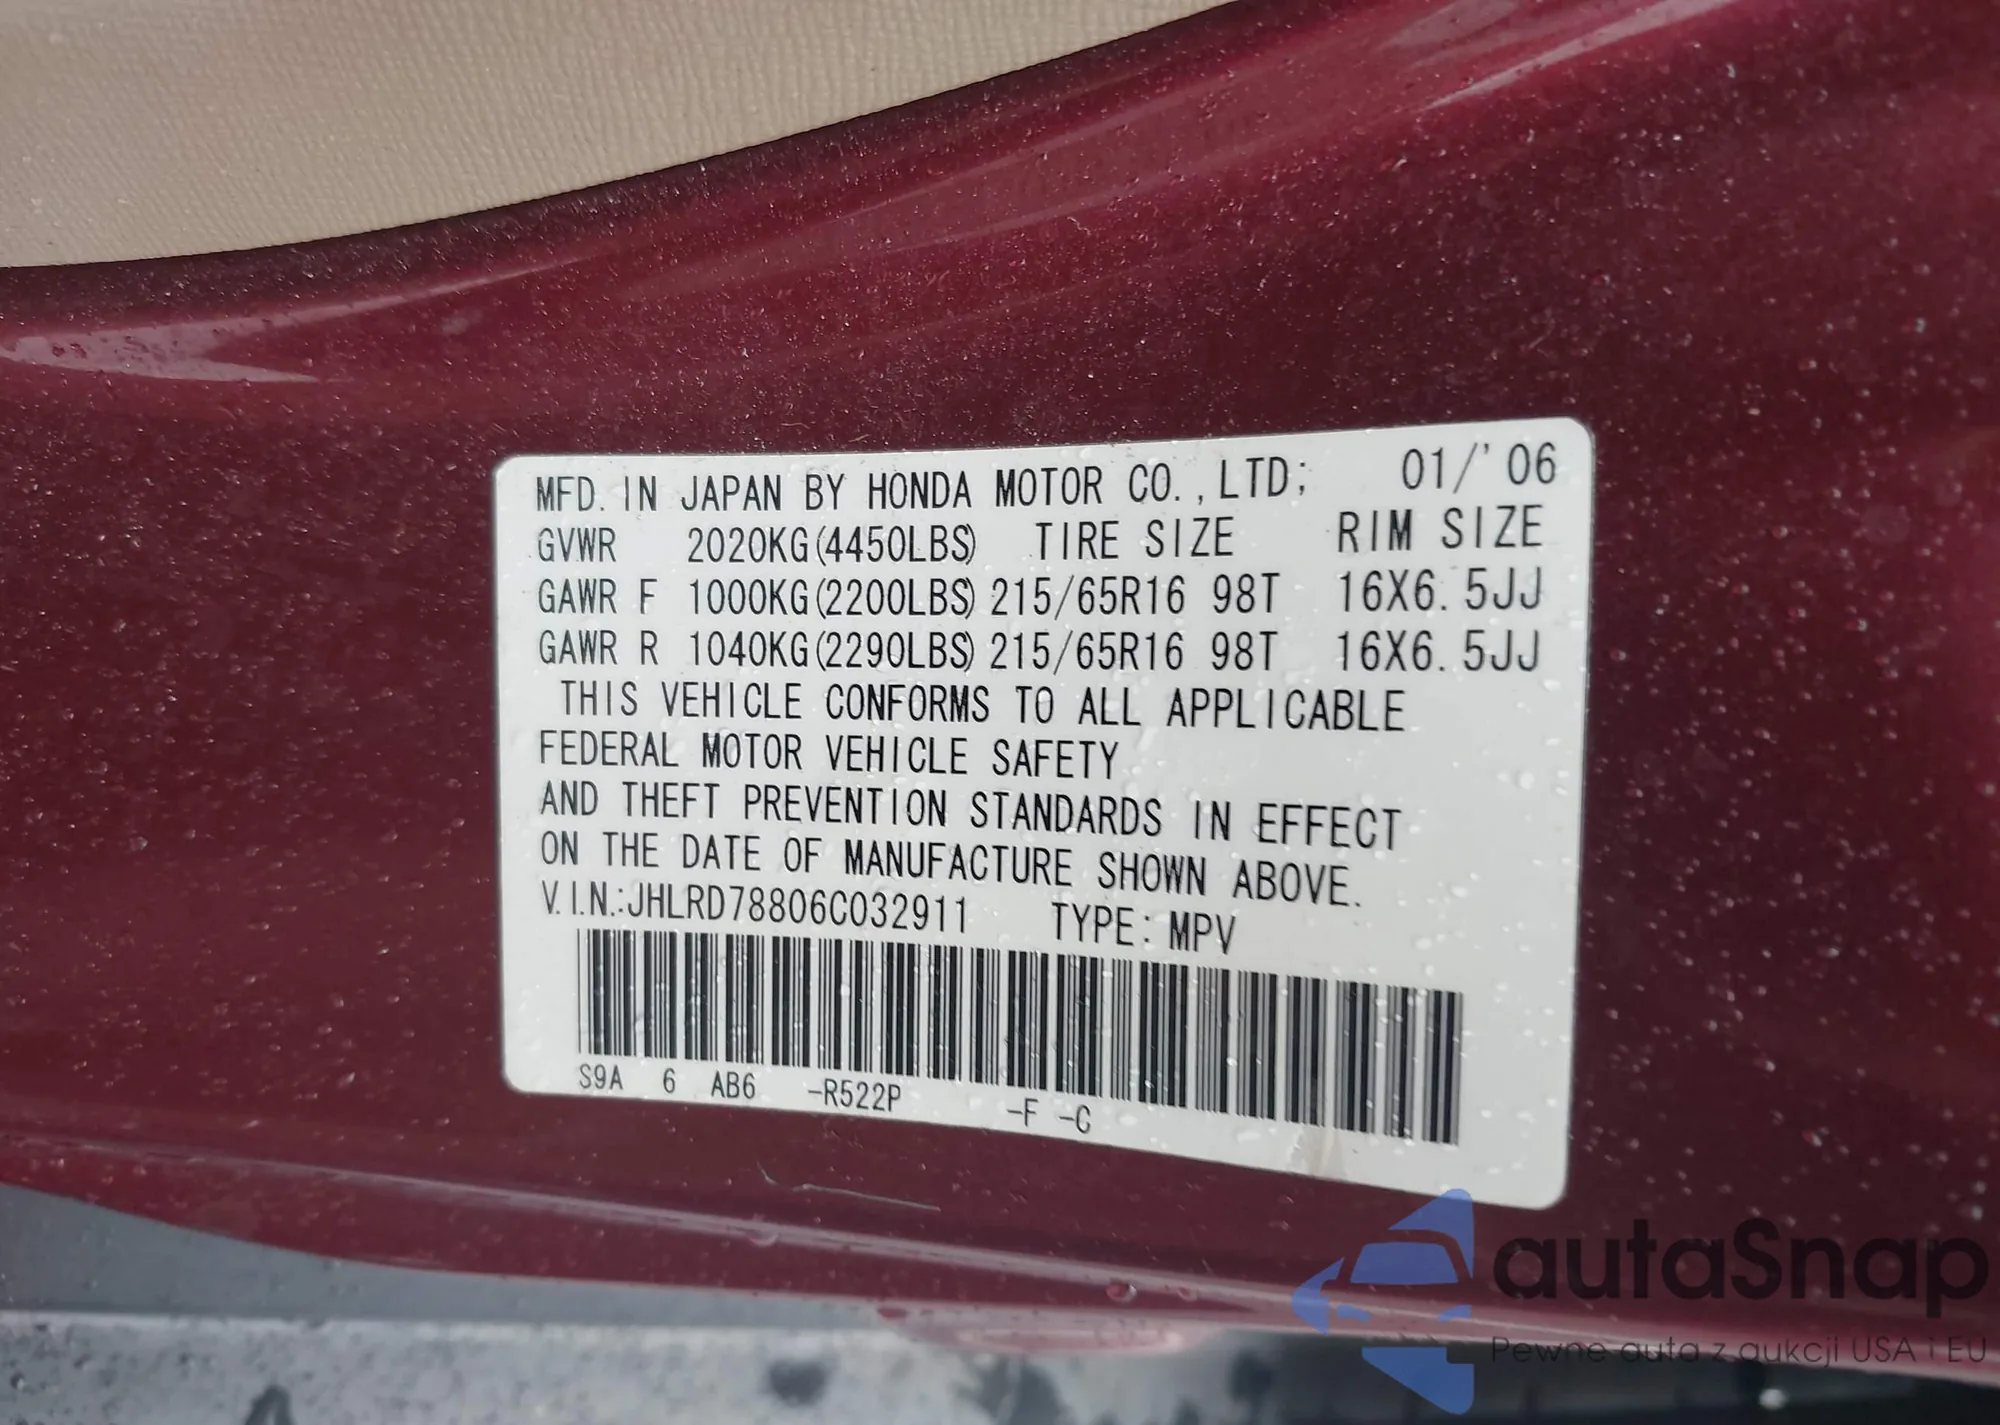 MFD. IN JAPAN BY HONDA MOTOR CO., LTD; 01/'06
GVWR 2020KG(4450LBS) TIRE SIZE RIM SIZE
GAWR F 1000KG(2200LBS) 215/65R16 98T 16X6.5JJ
GAWR R 1040KG(2290LBS) 215/65R16 98T 16X6.5JJ
THIS VEHICLE CONFORMS TO ALL APPLICABLE
FEDERAL MOTOR VEHICLE SAFETY
AND THEFT PREVENTION STANDARDS IN EFFECT
ON THE DATE OF MANUFACTURE SHOWN ABOVE.
V.I.N.:JHLRD78806C032911 TYPE: MPV
S9A 6 AB6 -R522P -F -C
autaSnap
Pewne auta z aukcji USA i EU